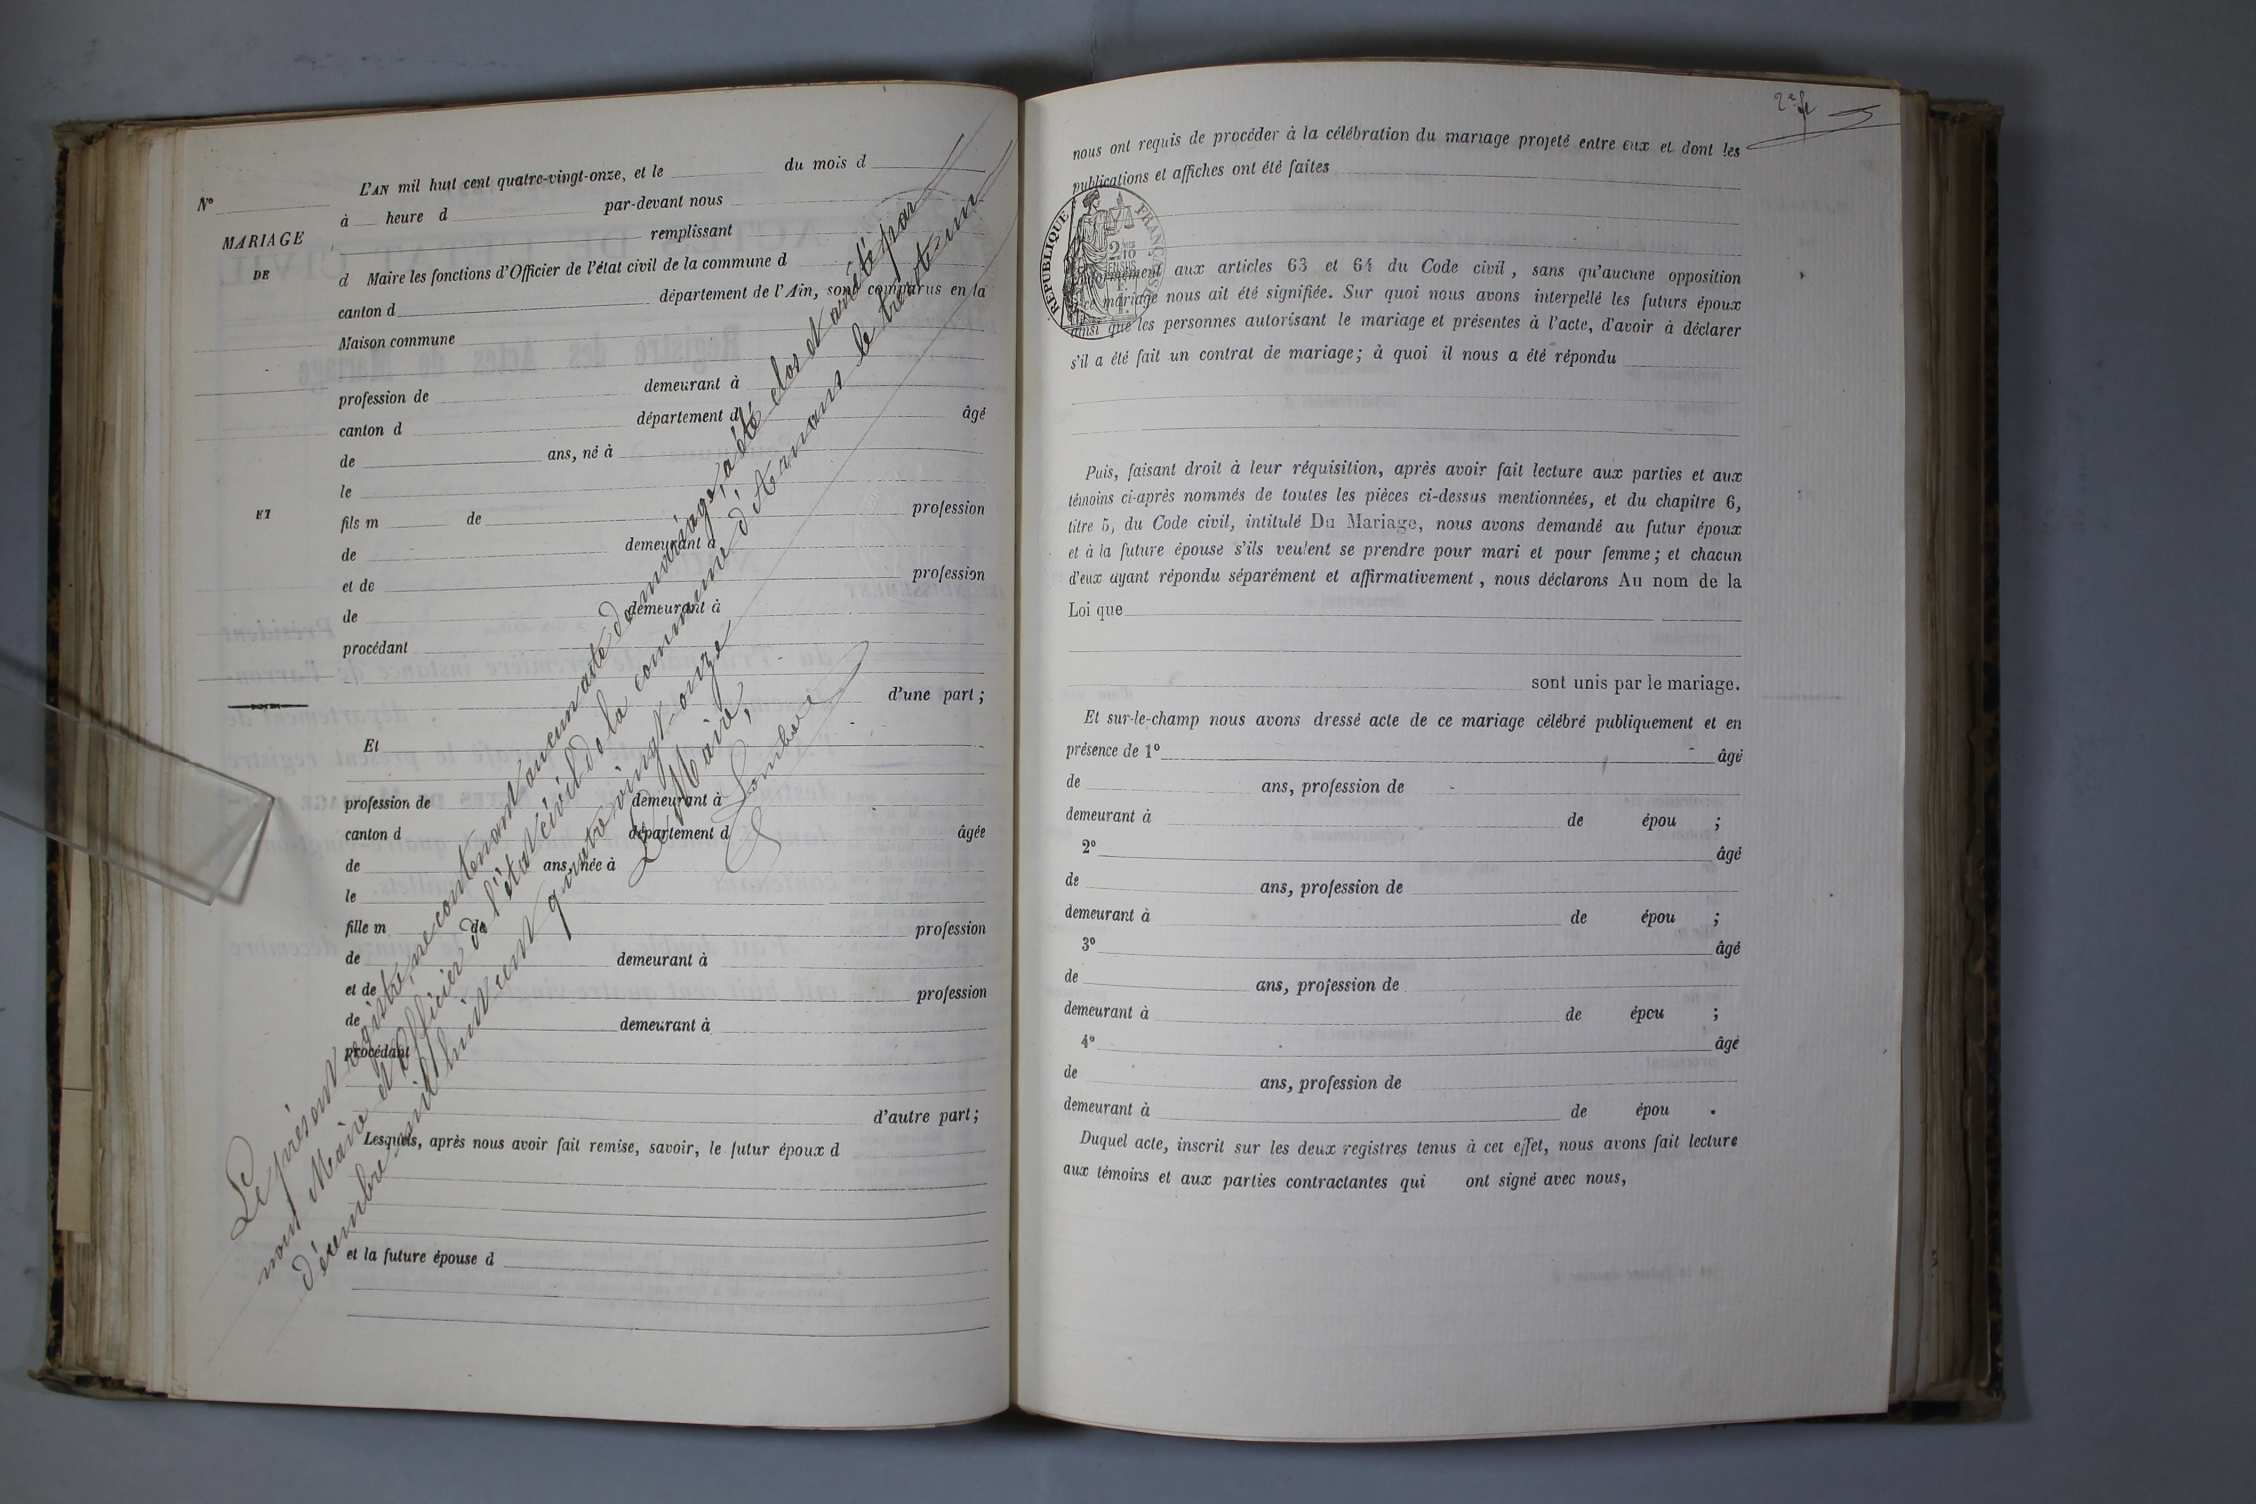 L'AN mil huit cent quatre-vingt-onze, et le du mois d
N°
à heure d par-devant nous
MARIAGE
remplissant
DE
d Maire les fonctions d'Officier de l'état civil de la commune d
canton d département de l'Ain, sont comparus en la
Maison commune
profession de demeurant à
canton d département d âgé
de ans, né à
le
ET
fils m de profession
de demeurant à
et de profession
de demeurant à
procédant
d'une part ;
Et
profession de demeurant à
canton d département d âgée
de ans, née à
le
fille m de profession
de demeurant à
et de profession
de demeurant à
procédant
d'autre part ;
Lesquels, après nous avoir fait remise, savoir, le futur époux d
et la future épouse d
Le présent registre, ne contenant aucun acte de mariage, a été clos et arrêté par
nous Maire et Officier de l'état civil de la commune d'Arnans le trente un
décembre mil huit cent quatre vingt-onze
Le Maire,
2e
nous ont requis de procéder à la célébration du mariage projeté entre eux et dont les
publications et affiches ont été faites
RÉPUBLIQUE FRANÇAISE
2/10
EN SUS
conformément aux articles 63 et 64 du Code civil, sans qu'aucune opposition
à ce mariage nous ait été signifiée. Sur quoi nous avons interpellé les futurs époux
ainsi que les personnes autorisant le mariage et présentes à l'acte, d'avoir à déclarer
s'il a été fait un contrat de mariage ; à quoi il nous a été répondu
Puis, faisant droit à leur réquisition, après avoir fait lecture aux parties et aux
témoins ci-après nommés de toutes les pièces ci-dessus mentionnées, et du chapitre 6,
titre 5, du Code civil, intitulé Du Mariage, nous avons demandé au futur époux
et à la future épouse s'ils veulent se prendre pour mari et pour femme ; et chacun
d'eux ayant répondu séparément et affirmativement, nous déclarons Au nom de la
Loi que
sont unis par le mariage.
Et sur-le-champ nous avons dressé acte de ce mariage célébré publiquement et en
présence de 1° âgé
de ans, profession de
demeurant à de épou ;
2° âgé
de ans, profession de
demeurant à de épou ;
3° âgé
de ans, profession de
demeurant à de épou ;
4° âgé
de ans, profession de
demeurant à de épou .
Duquel acte, inscrit sur les deux registres tenus à cet effet, nous avons fait lecture
aux témoins et aux parties contractantes qui ont signé avec nous,